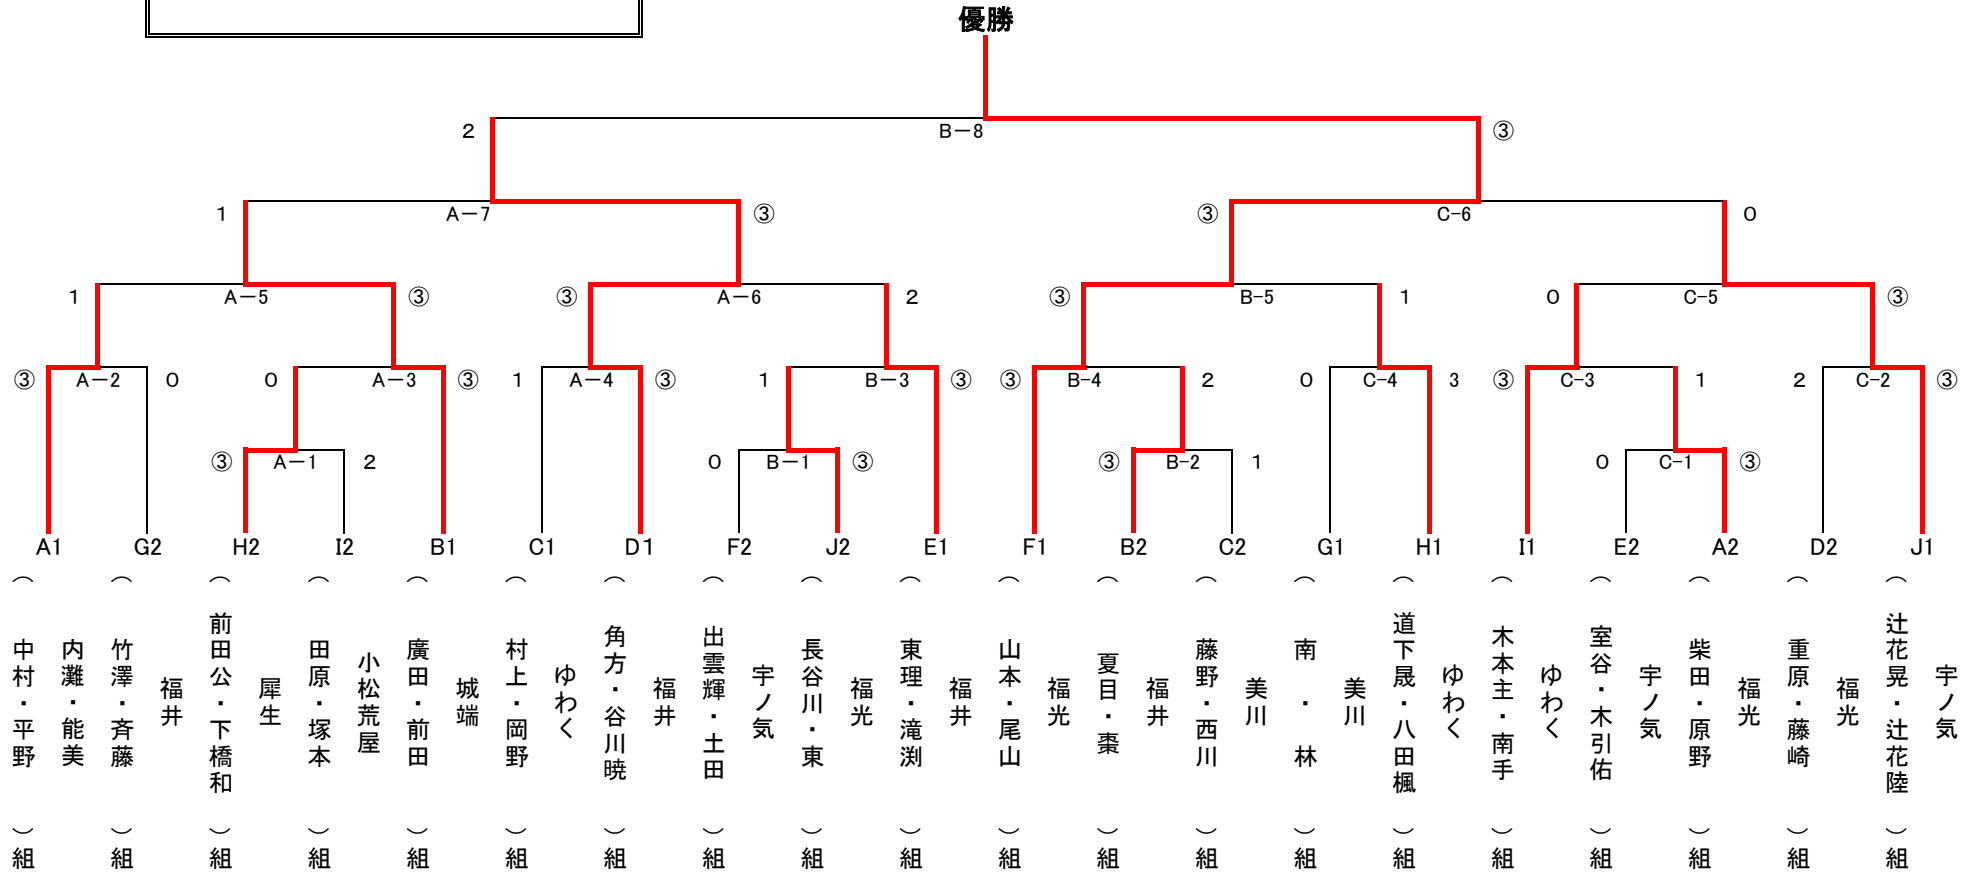 優勝
2 B－8 ③
1 A－7 ③ ③ C-6 0
1 A－5 ③ ③ A－6 2 ③ B-5 1 0 C-5 ③
③ A－2 0 0 A－3 ③ 1 A－4 ③ 1 B－3 ③ ③ B-4 2 0 C-4 3 ③ C-3 1 2 C-2 ③
③ A－1 2 0 B－1 ③ ③ B-2 1 0 C-1 ③
A1 G2 H2 I2 B1 C1 D1 F2 J2 E1 F1 B2 C2 G1 H1 I1 E2 A2 D2 J1
（中村・平野）組
内灘・能美
（竹澤・斉藤）組
福井
（前田公・下橋和）組
犀生
（田原・塚本）組
小松荒屋
（廣田・前田）組
城端
（村上・岡野）組
ゆわく
（角方・谷川暁）組
福井
（出雲輝・土田）組
宇ノ気
（長谷川・東）組
福光
（東理・滝渕）組
福井
（山本・尾山）組
福光
（夏目・棗）組
福井
（藤野・西川）組
美川
（南・林）組
美川
（道下晟・八田楓）組
ゆわく
（木本主・南手）組
ゆわく
（室谷・木引佑）組
宇ノ気
（柴田・原野）組
福光
（重原・藤崎）組
福光
（辻花晃・辻花陸）組
宇ノ気